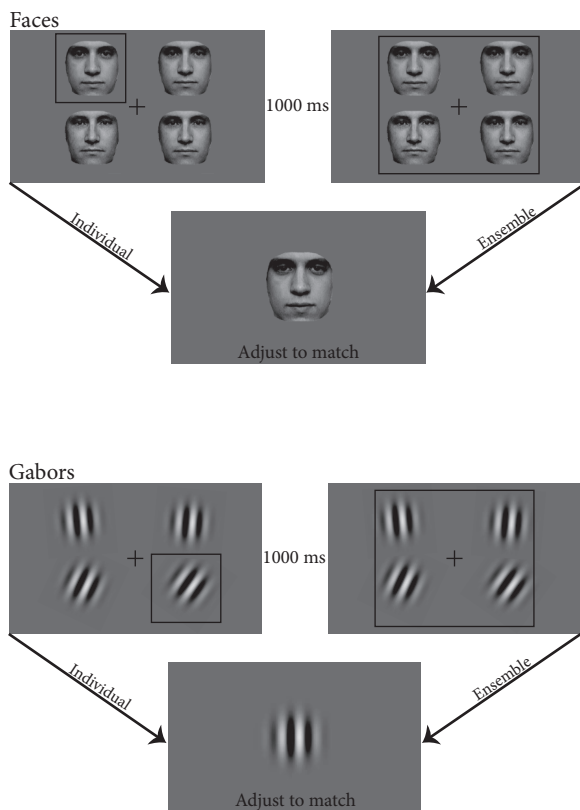 Faces
1000 ms
Individual
Ensemble
Adjust to match
Gabors
1000 ms
Individual
Ensemble
Adjust to match